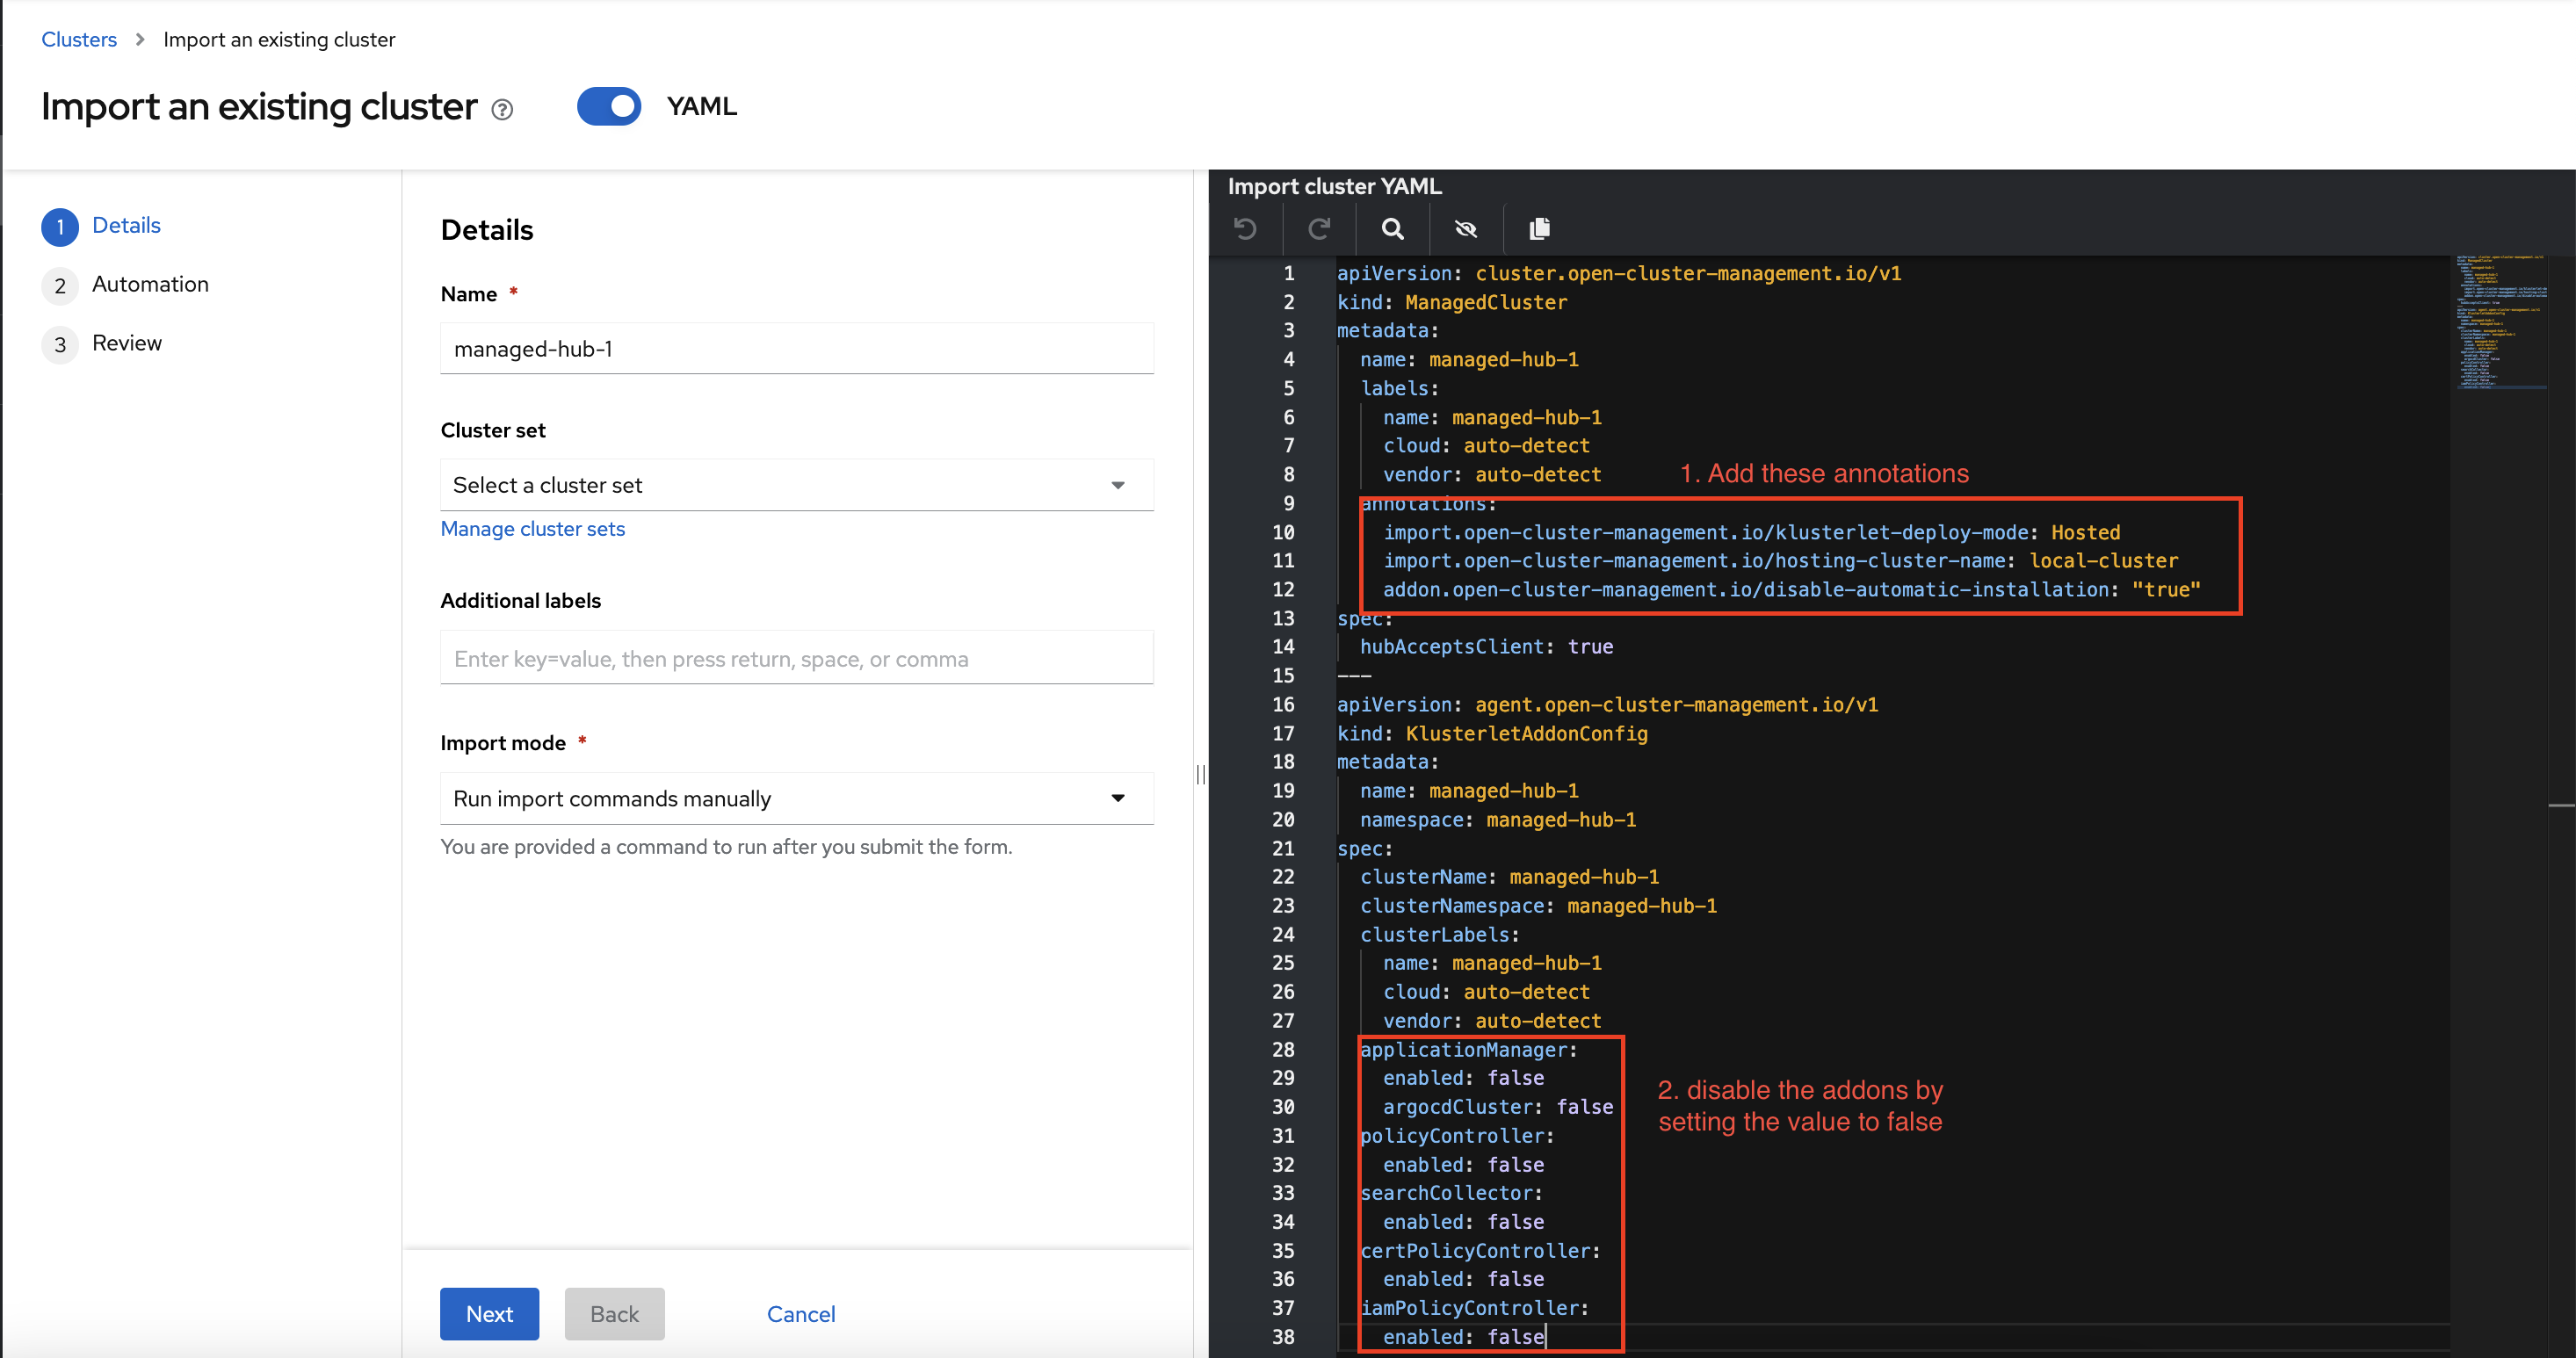 Clusters > Import an existing cluster
Import an existing cluster
YAML
1 Details
2 Automation
3 Review
Details
Name *
managed-hub-1
Cluster set
Select a cluster set
Manage cluster sets
Additional labels
Enter key=value, then press return, space, or comma
Import mode *
Run import commands manually
You are provided a command to run after you submit the form.
Next
Back
Cancel
Import cluster YAML
1 apiVersion: cluster.open-cluster-management.io/v1
2 kind: ManagedCluster
3 metadata:
4   name: managed-hub-1
5   labels:
6     name: managed-hub-1
7     cloud: auto-detect
8     vendor: auto-detect
1. Add these annotations
9   annotations:
10     import.open-cluster-management.io/klusterlet-deploy-mode: Hosted
11     import.open-cluster-management.io/hosting-cluster-name: local-cluster
12     addon.open-cluster-management.io/disable-automatic-installation: "true"
13 spec:
14   hubAcceptsClient: true
15 ---
16 apiVersion: agent.open-cluster-management.io/v1
17 kind: KlusterletAddonConfig
18 metadata:
19   name: managed-hub-1
20   namespace: managed-hub-1
21 spec:
22   clusterName: managed-hub-1
23   clusterNamespace: managed-hub-1
24   clusterLabels:
25     name: managed-hub-1
26     cloud: auto-detect
27     vendor: auto-detect
28   applicationManager:
29     enabled: false
30     argocdCluster: false
31   policyController:
32     enabled: false
33   searchCollector:
34     enabled: false
35   certPolicyController:
36     enabled: false
37   iamPolicyController:
38     enabled: false
2. disable the addons by
setting the value to false